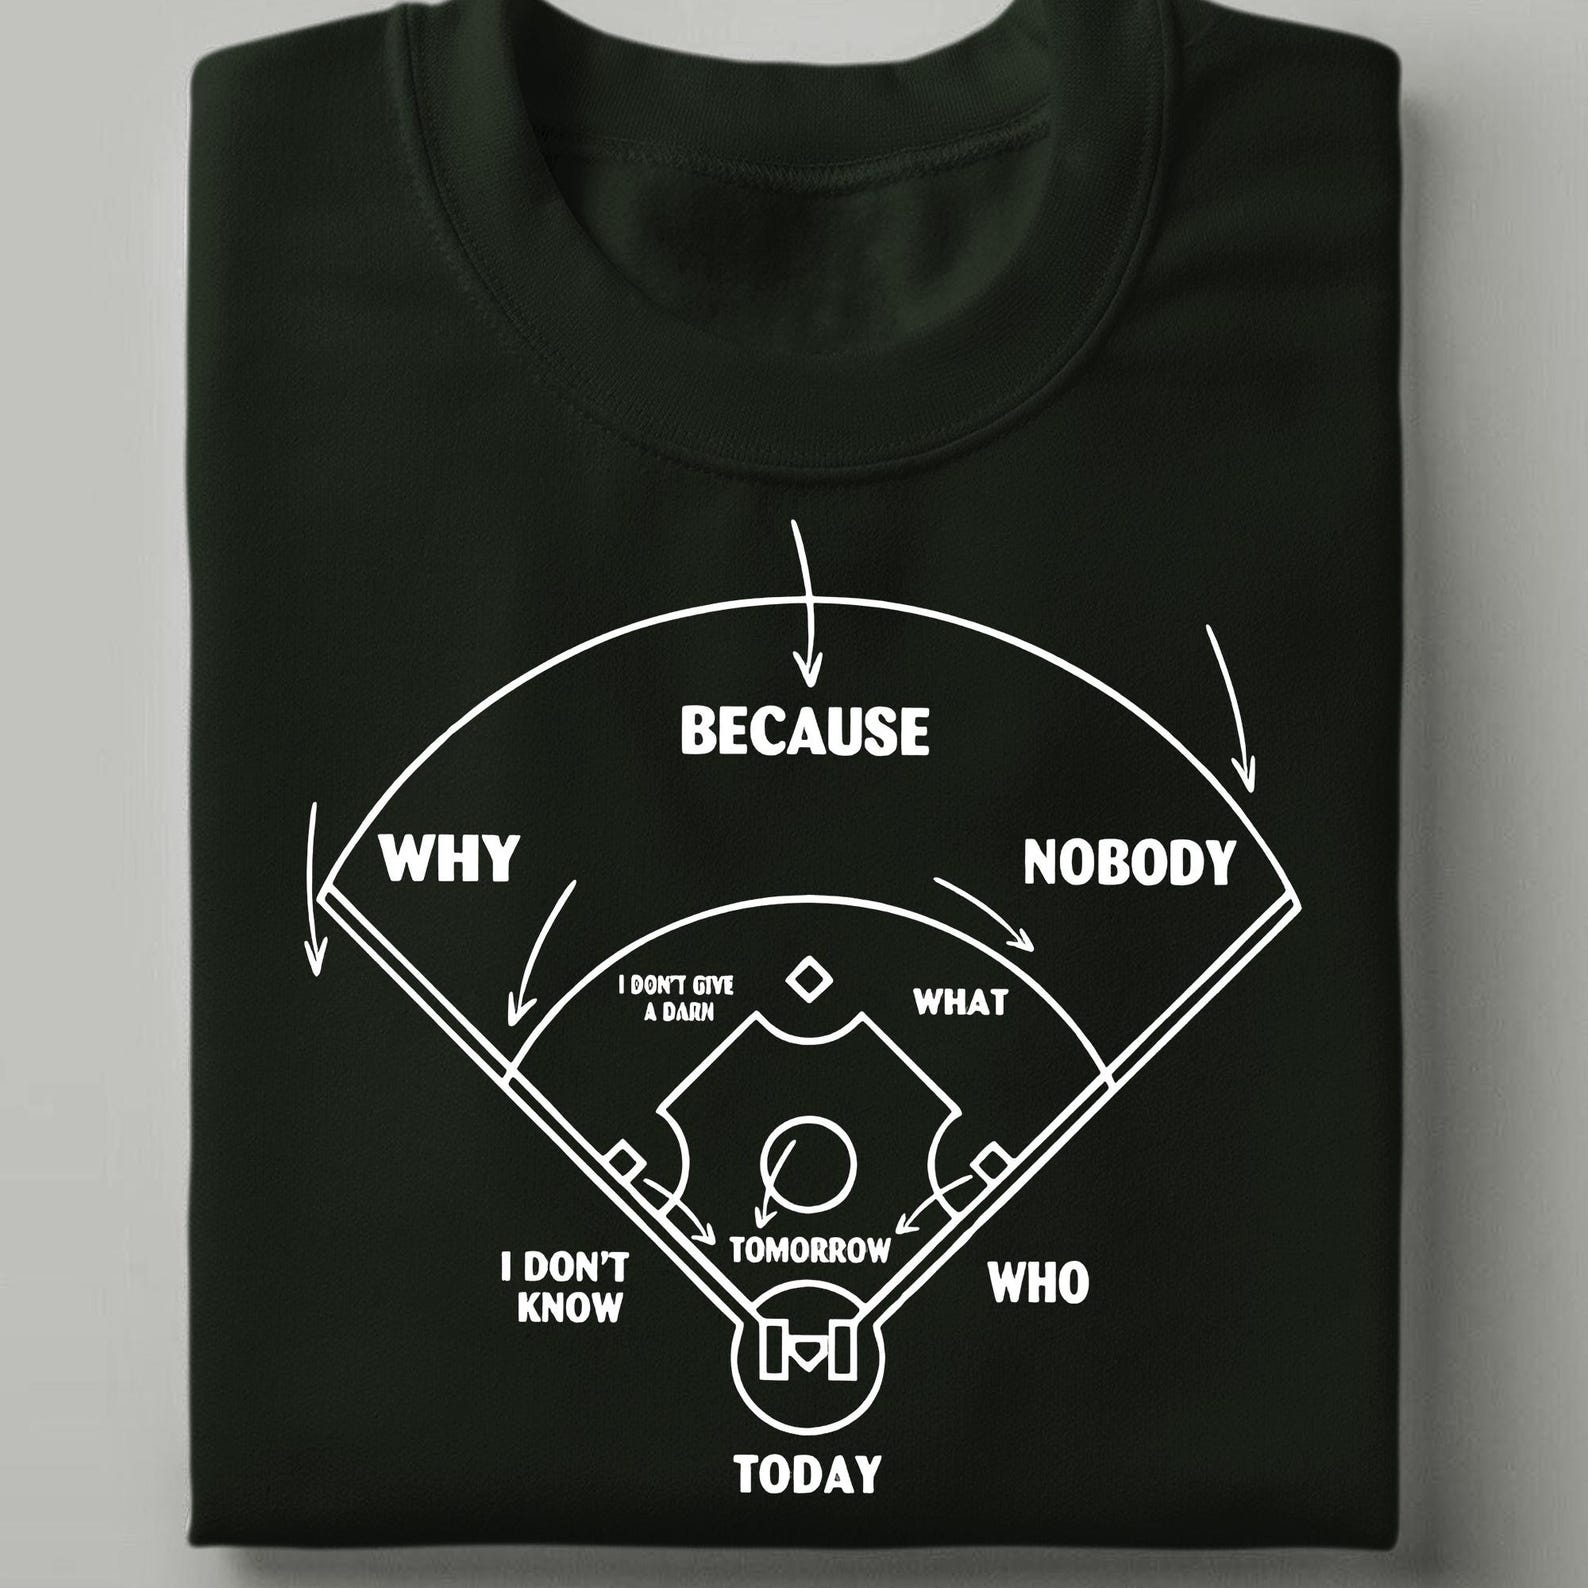 BECAUSE
WHY
NOBODY
I DON'T GIVE
A DARN
WHAT
TOMORROW
I DON'T
KNOW
WHO
TODAY